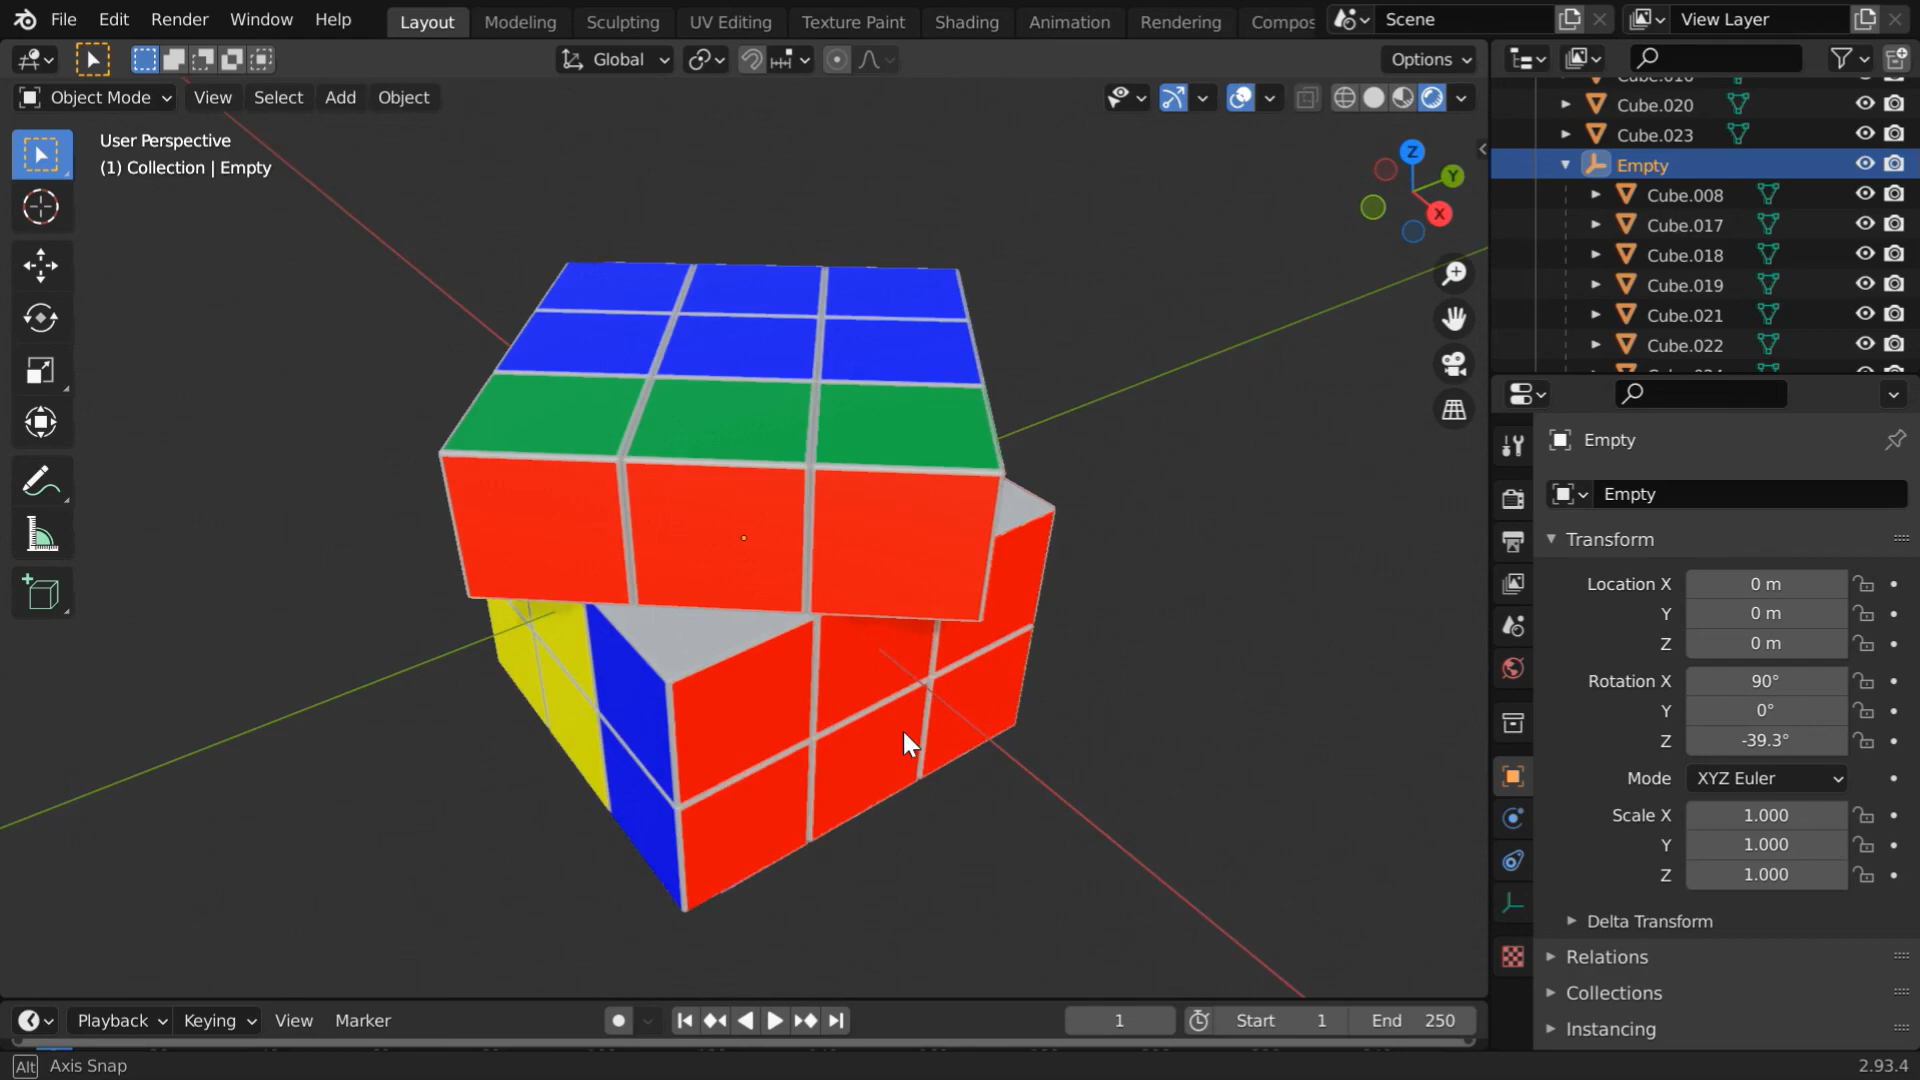 File Edit Render Window Help Layout Modeling Sculpting UV Editing Texture Paint Shading Animation Rendering Compos Scene View Layer
Global Options
Object Mode View Select Add Object
User Perspective
(1) Collection | Empty
Z
Y
X
Cube.020
Cube.023
Empty
Cube.008
Cube.017
Cube.018
Cube.019
Cube.021
Cube.022
Empty
Empty
Transform
Location X 0 m
Y 0 m
Z 0 m
Rotation X 90°
Y 0°
Z -39.3°
Mode XYZ Euler
Scale X 1.000
Y 1.000
Z 1.000
Delta Transform
Relations
Collections
Instancing
Playback Keying View Marker 1 Start 1 End 250
Alt Axis Snap 2.93.4